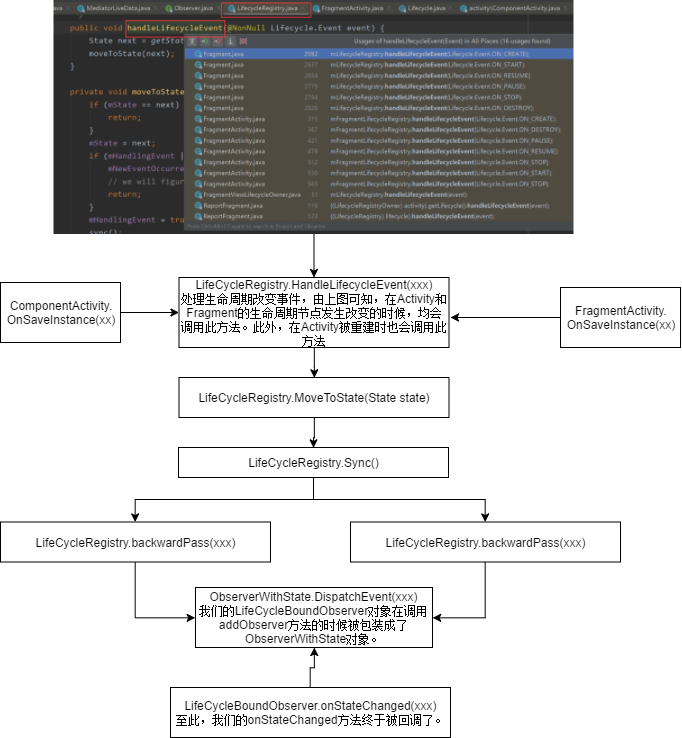 ava
MediatorLiveData.java
Observer.java
LifecycleRegistry.java
FragmentActivity.java
Lifecycle.java
activity\ComponentActivity.java
public void handleLifecycleEvent(@NonNull Lifecycle.Event event) {
State next = getState
moveToState(next);
}
private void moveToState
if (mState == next)
return;
}
mState = next;
if (mHandlingEvent |
mNewEventOccurre
// we will figur
return;
}
mHandlingEvent = tru
sync();
Usages of handleLifecycleEvent(Event) in All Places (16 usages found)
Fragment.java 2592 mLifecycleRegistry.handleLifecycleEvent(Lifecycle.Event.ON_CREATE);
Fragment.java 2637 mLifecycleRegistry.handleLifecycleEvent(Lifecycle.Event.ON_START);
Fragment.java 2654 mLifecycleRegistry.handleLifecycleEvent(Lifecycle.Event.ON_RESUME);
Fragment.java 2779 mLifecycleRegistry.handleLifecycleEvent(Lifecycle.Event.ON_PAUSE);
Fragment.java 2794 mLifecycleRegistry.handleLifecycleEvent(Lifecycle.Event.ON_STOP);
Fragment.java 2826 mLifecycleRegistry.handleLifecycleEvent(Lifecycle.Event.ON_DESTROY);
FragmentActivity.java 315 mFragmentLifecycleRegistry.handleLifecycleEvent(Lifecycle.Event.ON_CREATE);
FragmentActivity.java 367 mFragmentLifecycleRegistry.handleLifecycleEvent(Lifecycle.Event.ON_DESTROY);
FragmentActivity.java 421 mFragmentLifecycleRegistry.handleLifecycleEvent(Lifecycle.Event.ON_PAUSE);
FragmentActivity.java 478 mFragmentLifecycleRegistry.handleLifecycleEvent(Lifecycle.Event.ON_RESUME);
FragmentActivity.java 512 mFragmentLifecycleRegistry.handleLifecycleEvent(Lifecycle.Event.ON_STOP);
FragmentActivity.java 530 mFragmentLifecycleRegistry.handleLifecycleEvent(Lifecycle.Event.ON_START);
FragmentActivity.java 563 mFragmentLifecycleRegistry.handleLifecycleEvent(Lifecycle.Event.ON_STOP);
FragmentViewLifecycleOwner.java 51 mLifecycleRegistry.handleLifecycleEvent(event);
ReportFragment.java 116 ((LifecycleRegistryOwner) activity).getLifecycle().handleLifecycleEvent(event);
ReportFragment.java 123 ((LifecycleRegistry) lifecycle).handleLifecycleEvent(event);
LifeCycleRegistry.HandleLifecycleEvent(xxx)
处理生命周期改变事件，由上图可知，在Activity和
Fragment的生命周期节点发生改变的时候，均会
调用此方法。此外，在Activity被重建时也会调用此
方法
ComponentActivity.
OnSaveInstance(xx)
FragmentActivity.
OnSaveInstance(xx)
LifeCycleRegistry.MoveToState(State state)
LifeCycleRegistry.Sync()
LifeCycleRegistry.backwardPass(xxx)
LifeCycleRegistry.backwardPass(xxx)
ObserverWithState.DispatchEvent(xxx)
我们的LifeCycleBoundObserver对象在调用
addObserver方法的时候被包装成了
ObserverWithState对象。
LifeCycleBoundObserver.onStateChanged(xxx)
至此，我们的onStateChanged方法终于被回调了。